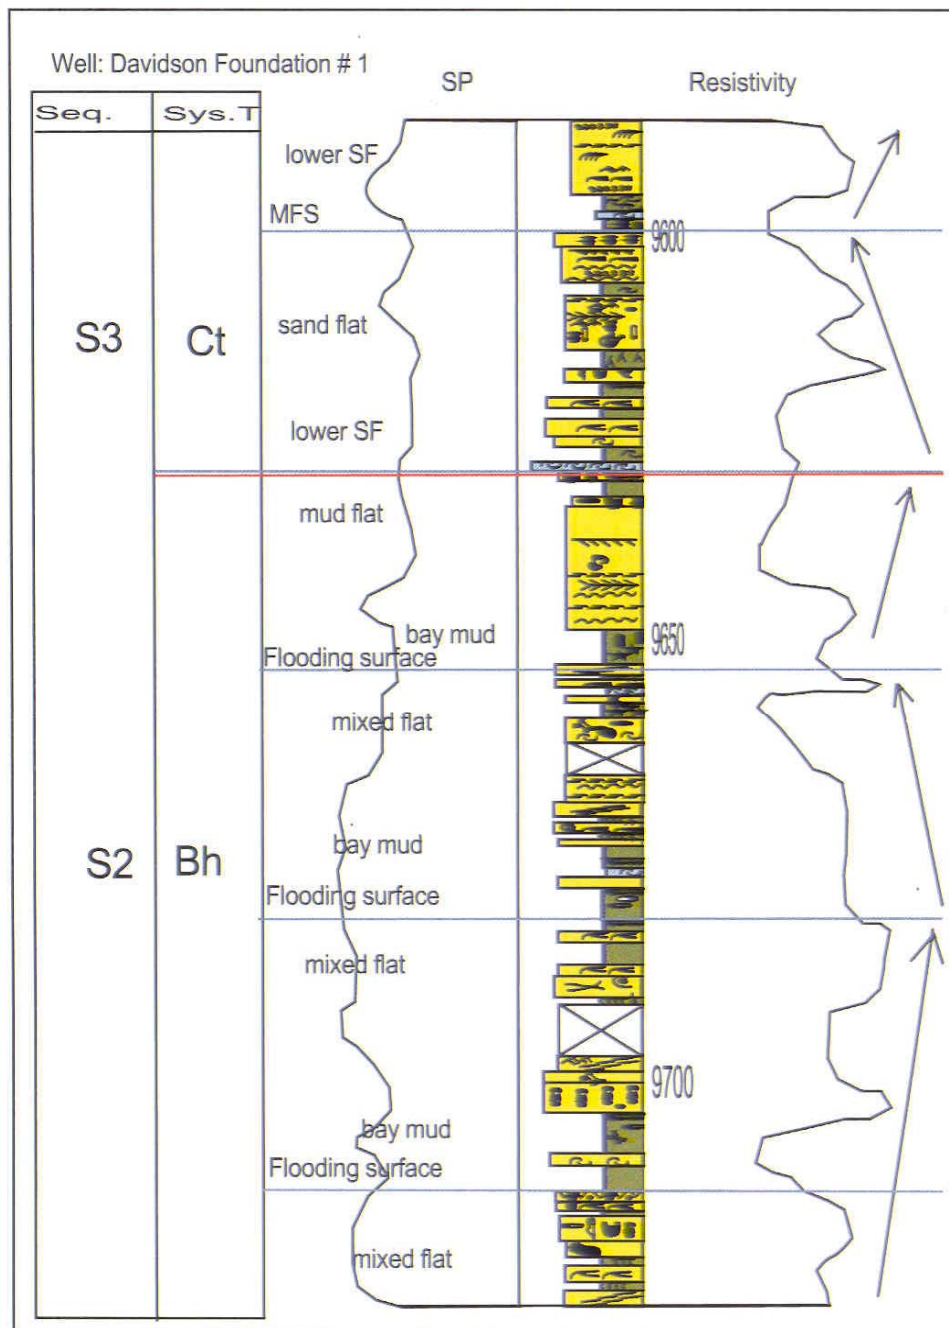 Well: Davidson Foundation # 1
SP
Resistivity
Seq.
Sys.T
lower SF
MFS
9600
sand flat
S3
Ct
lower SF
mud flat
bay mud
9650
Flooding surface
mixed flat
bay mud
S2
Bh
Flooding surface
mixed flat
9700
bay mud
Flooding surface
mixed flat